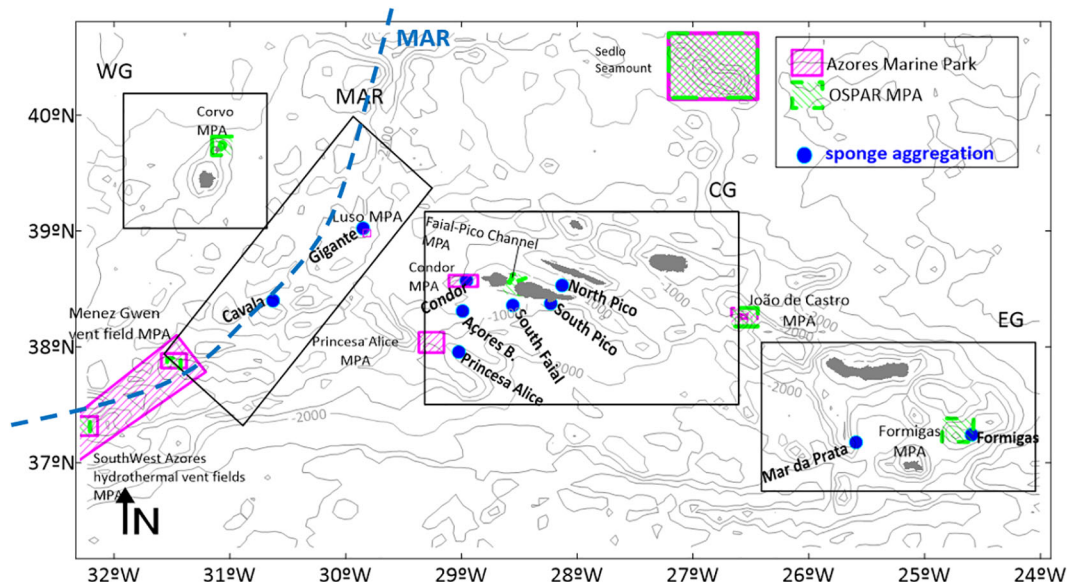 MAR
WG
Sedlo
Seamount
Azores Marine Park
OSPAR MPA
sponge aggregation
MAR
40ºN
Corvo
MPA
-2000
CG
39ºN
Luso MPA
Gigante
Faial-Pico Channel
MPA
Condor
MPA
Condor
North Pico
-1000
João de Castro
MPA
Cavala
Menez Gwen
vent field MPA
-1000
South Pico
-2000
EG
Açores B.
South Faial
38ºN
Princesa Alice
MPA
Princesa Alice
-2000
-2000
37ºN
SouthWest Azores
hydrothermal vent fields
MPA
Mar da Prata
Formigas
MPA
Formigas
N
32ºW 31ºW 30ºW 29ºW 28ºW 27ºW 26ºW 25ºW 24ºW